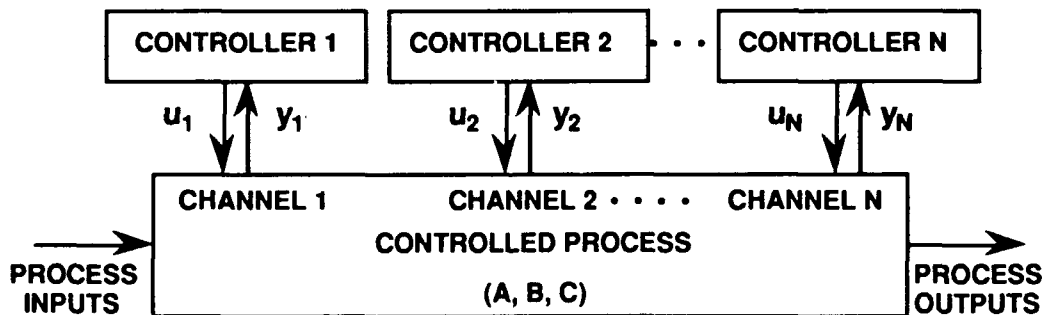 CONTROLLER 1 CONTROLLER 2 · · · CONTROLLER N
u1 y1 u2 y2 uN yN
CHANNEL 1 CHANNEL 2 · · · · CHANNEL N
CONTROLLED PROCESS
PROCESS INPUTS
PROCESS OUTPUTS
(A, B, C)